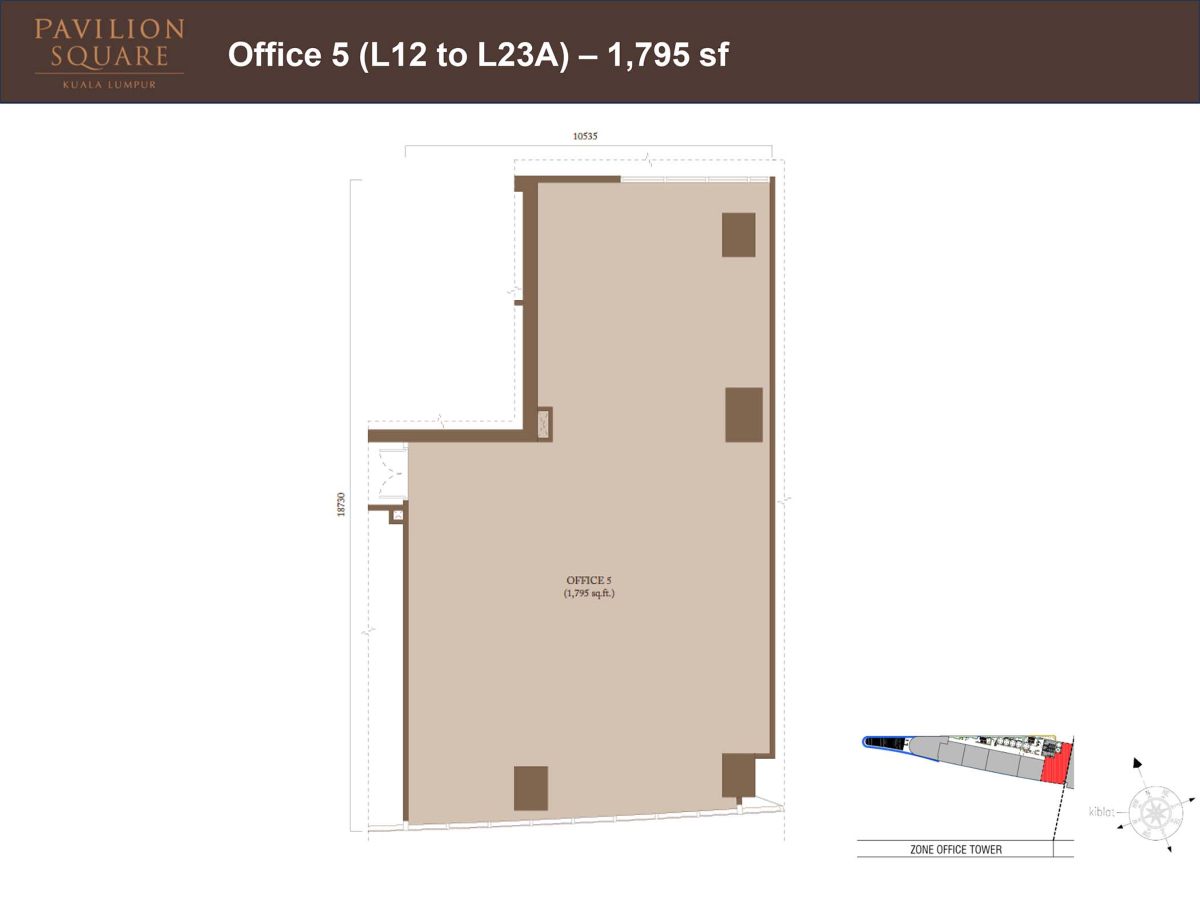 PAVILION
SQUARE
KUALA LUMPUR
Office 5 (L12 to L23A) – 1,795 sf
10535
18730
OFFICE 5
(1,795 sq.ft.)
kiblat
N
ZONE OFFICE TOWER